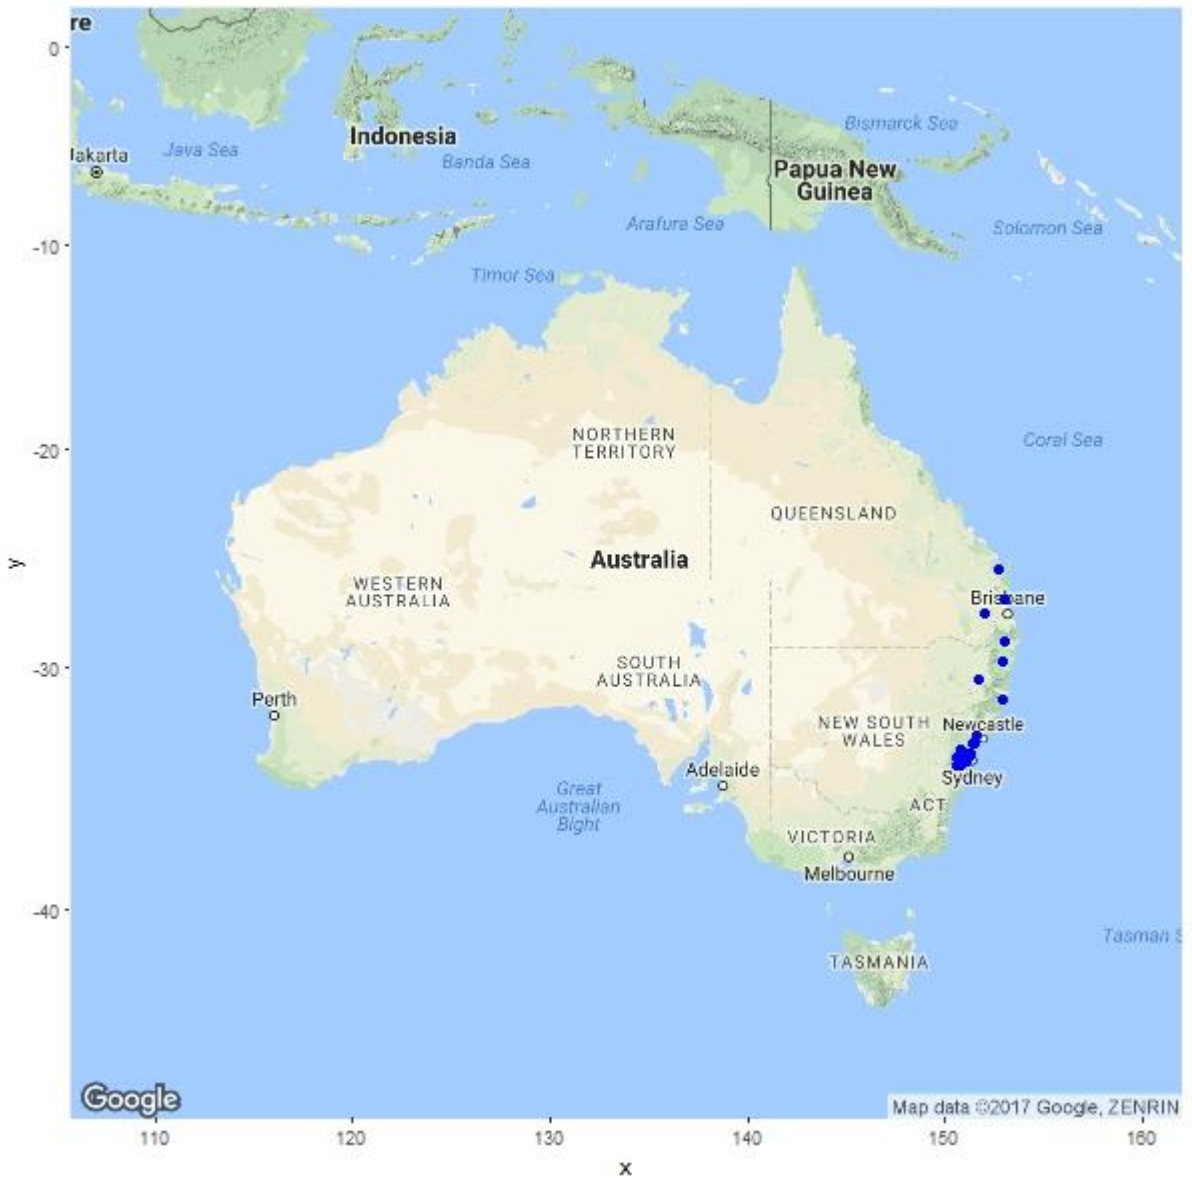 re
0
Indonesia
Java Sea
Bismarck Sea
Jakarta
Banda Sea
Papua New
Guinea
Arafura Sea
Solomon Sea
-10
Timor Sea
NORTHERN
TERRITORY
Coral Sea
-20
QUEENSLAND
Australia
y
WESTERN
AUSTRALIA
Brisbane
SOUTH
AUSTRALIA
-30
Perth
NEW SOUTH
WALES
Newcastle
Adelaide
Sydney
Great
Australian
Bight
ACT
VICTORIA
Melbourne
-40
Tasman S
TASMANIA
Google
Map data ©2017 Google, ZENRIN
110
120
130
140
150
160
x